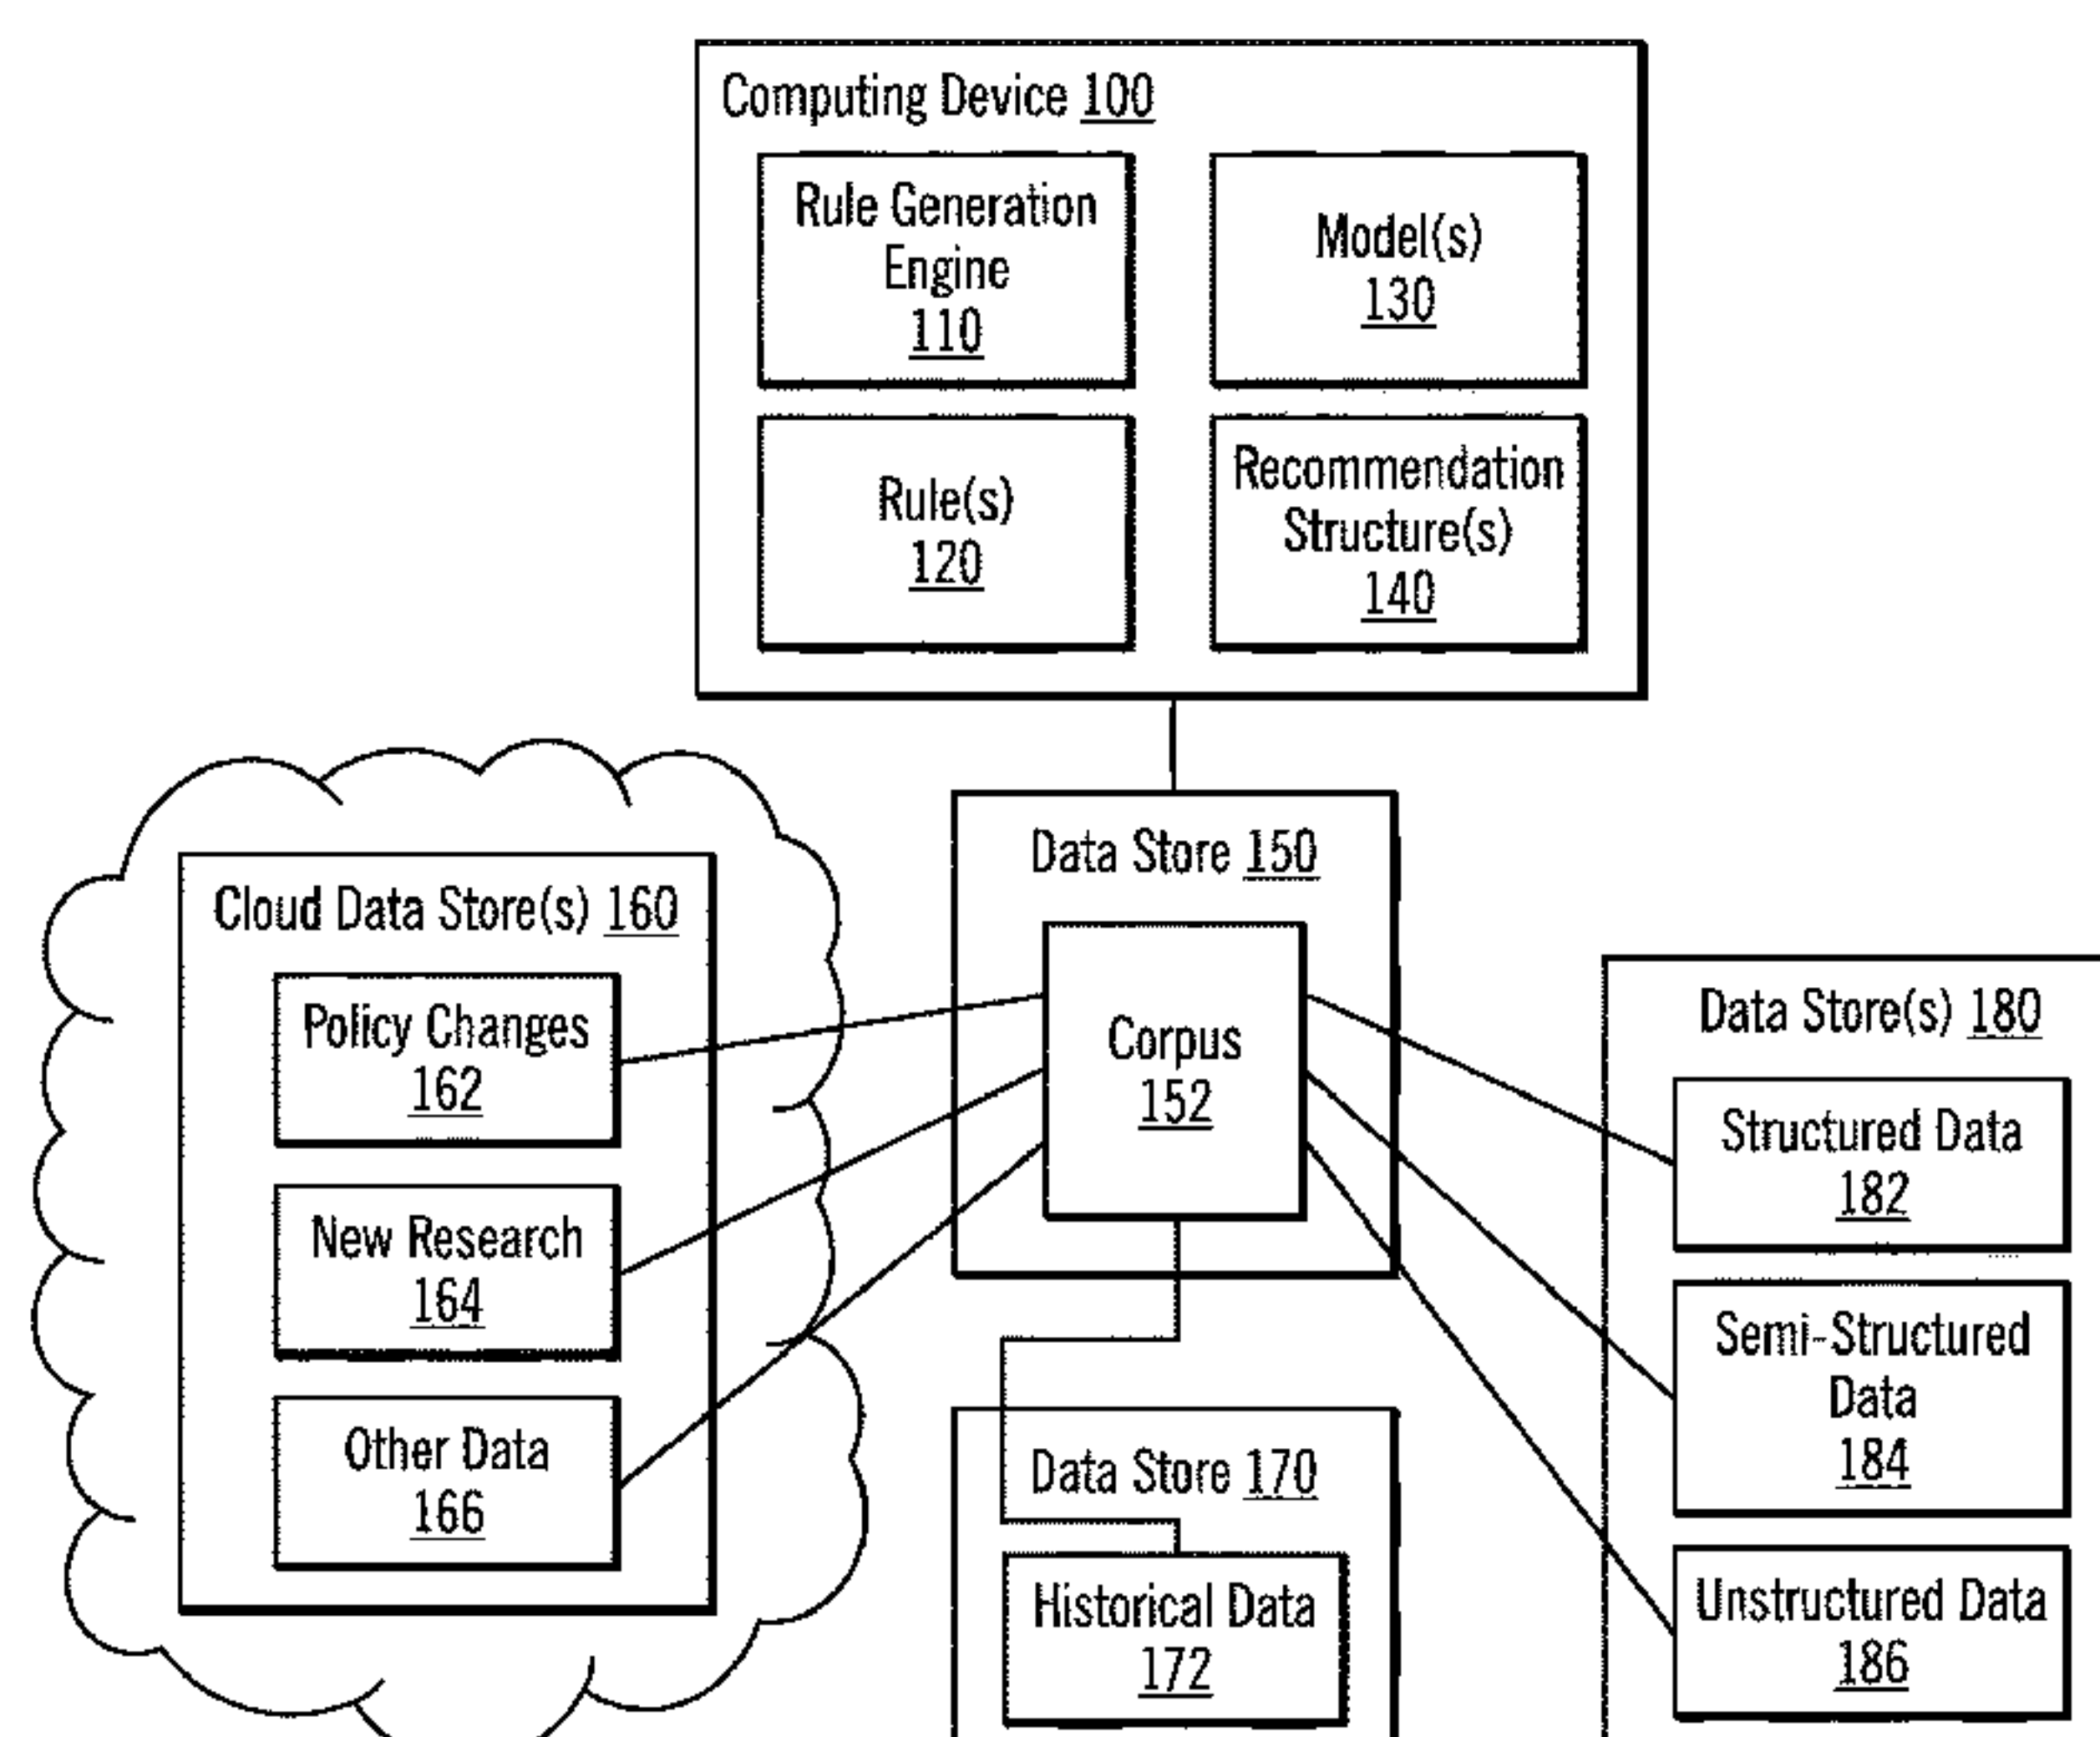 Computing Device 100
Rule Generation
Engine
110
Model(s)
130
Rule(s)
120
Recommendation
Structure(s)
140
Cloud Data Store(s) 160
Policy Changes
162
New Research
164
Other Data
166
Data Store 150
Corpus
152
Data Store 170
Historical Data
172
Data Store(s) 180
Structured Data
182
Semi-Structured
Data
184
Unstructured Data
186